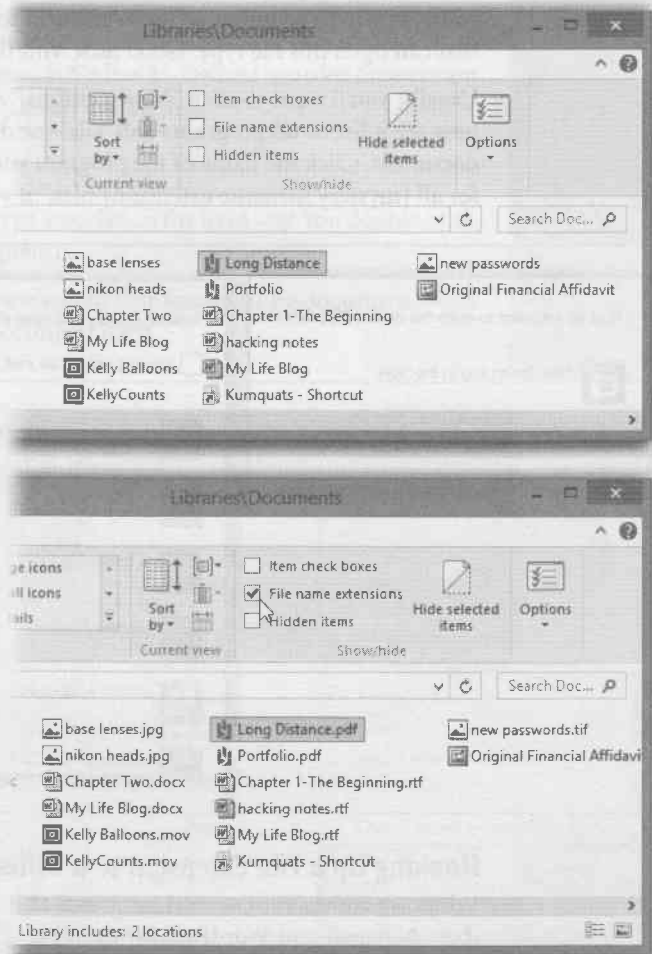 Libraries\Documents
Item check boxes
File name extensions
Hidden items
Sort by
Hide selected items
Options
Current view
Show/hide
Search Doc...
base lenses
Long Distance
new passwords
nikon heads
Portfolio
Original Financial Affidavit
Chapter Two
Chapter 1-The Beginning
My Life Blog
hacking notes
Kelly Balloons
My Life Blog
KellyCounts
Kumquats - Shortcut
Libraries\Documents
ge icons
all icons
ails
Item check boxes
File name extensions
Hidden items
Sort by
Hide selected items
Options
Current view
Show/hide
Search Doc...
base lenses.jpg
Long Distance.pdf
new passwords.tif
nikon heads.jpg
Portfolio.pdf
Original Financial Affidavi
Chapter Two.docx
Chapter 1-The Beginning.rtf
My Life Blog.docx
hacking notes.rtf
Kelly Balloons.mov
My Life Blog.rtf
KellyCounts.mov
Kumquats - Shortcut
Library includes: 2 locations